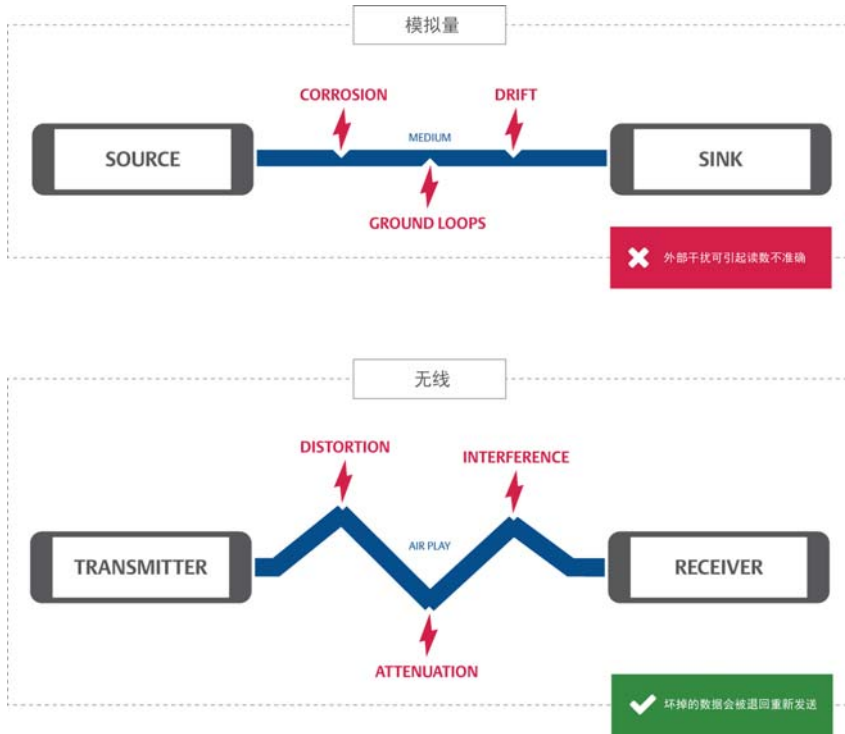 模拟量
CORROSION
DRIFT
MEDIUM
SOURCE
SINK
GROUND LOOPS
外部干扰可引起读数不准确
无线
DISTORTION
INTERFERENCE
AIR PLAY
TRANSMITTER
RECEIVER
ATTENUATION
坏掉的数据会被退回重新发送